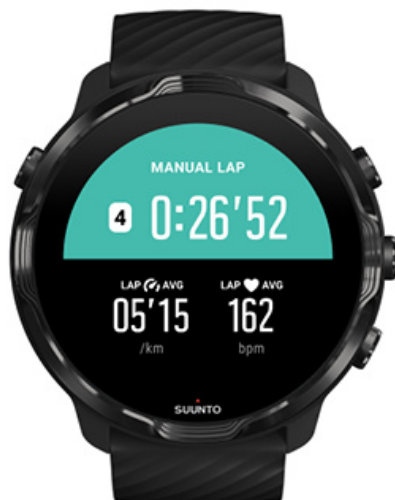 MANUAL LAP
4 0:26'52
LAP AVG LAP AVG
05'15 162
/km bpm
SUUNTO